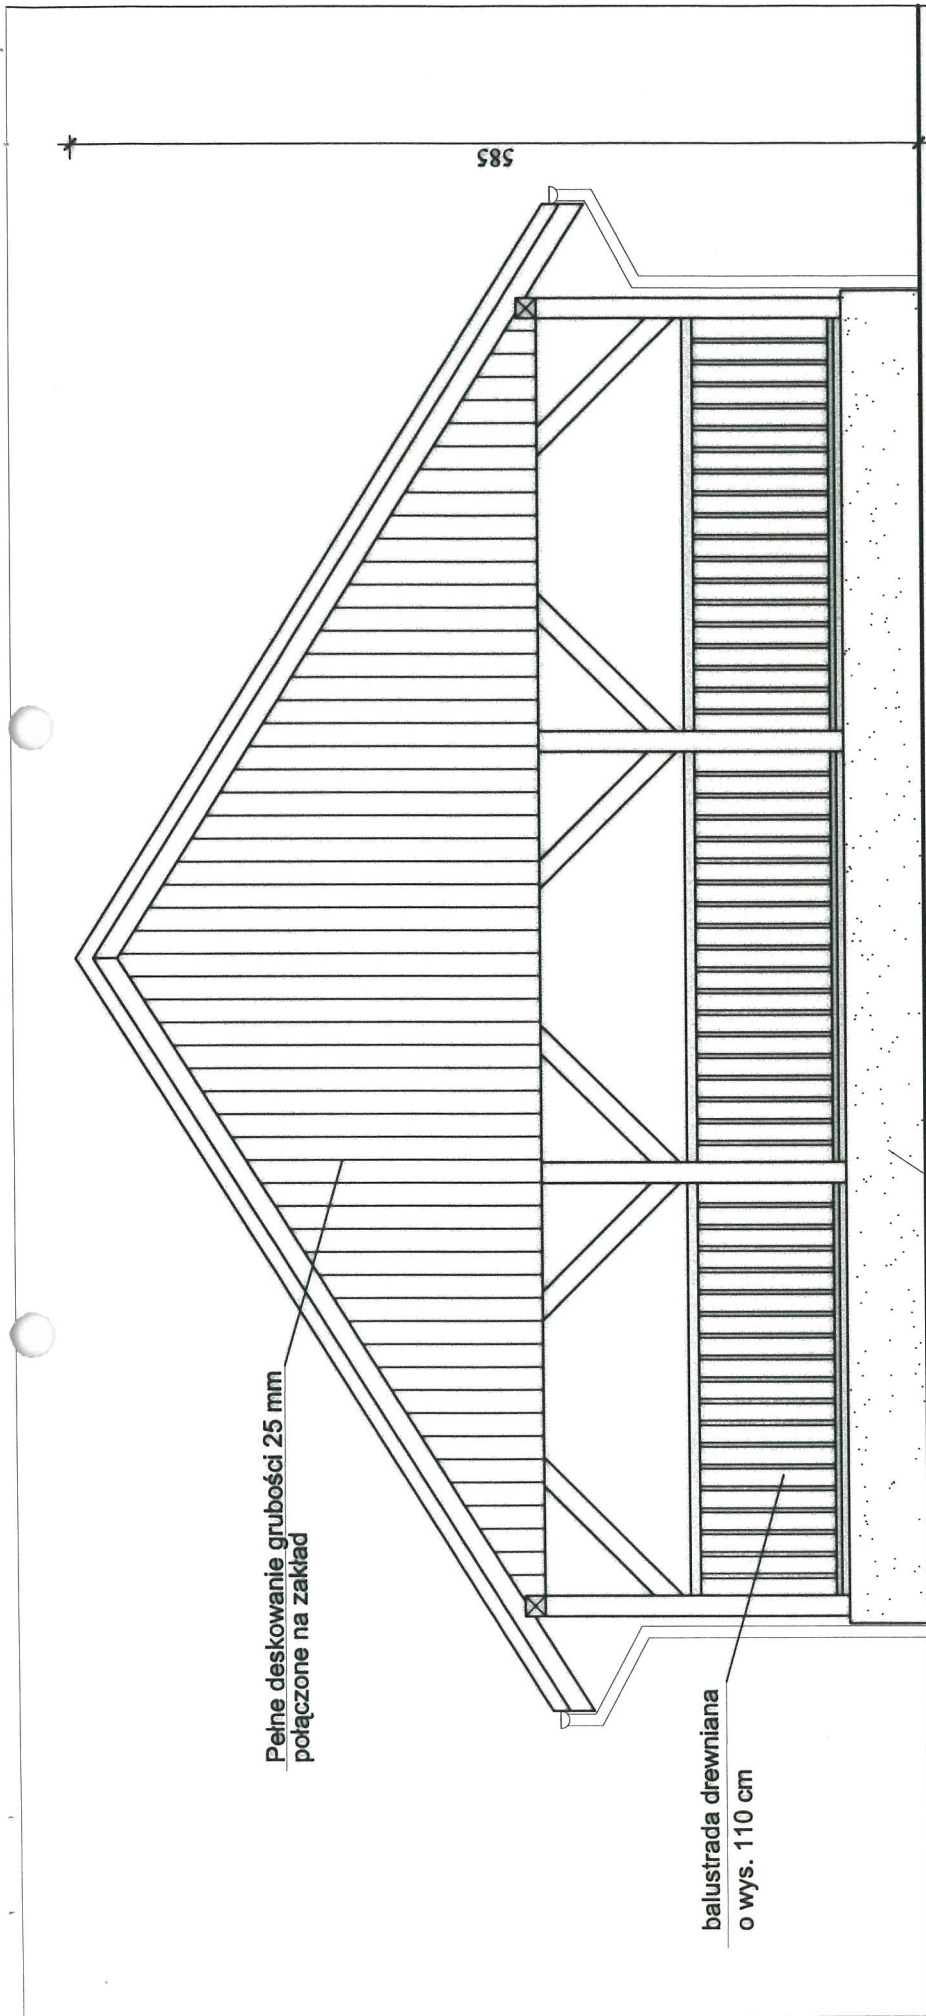 Pełne deskowanie grubości 25 mm
połączone na zakład
585
balustrada drewniana
o wys. 110 cm